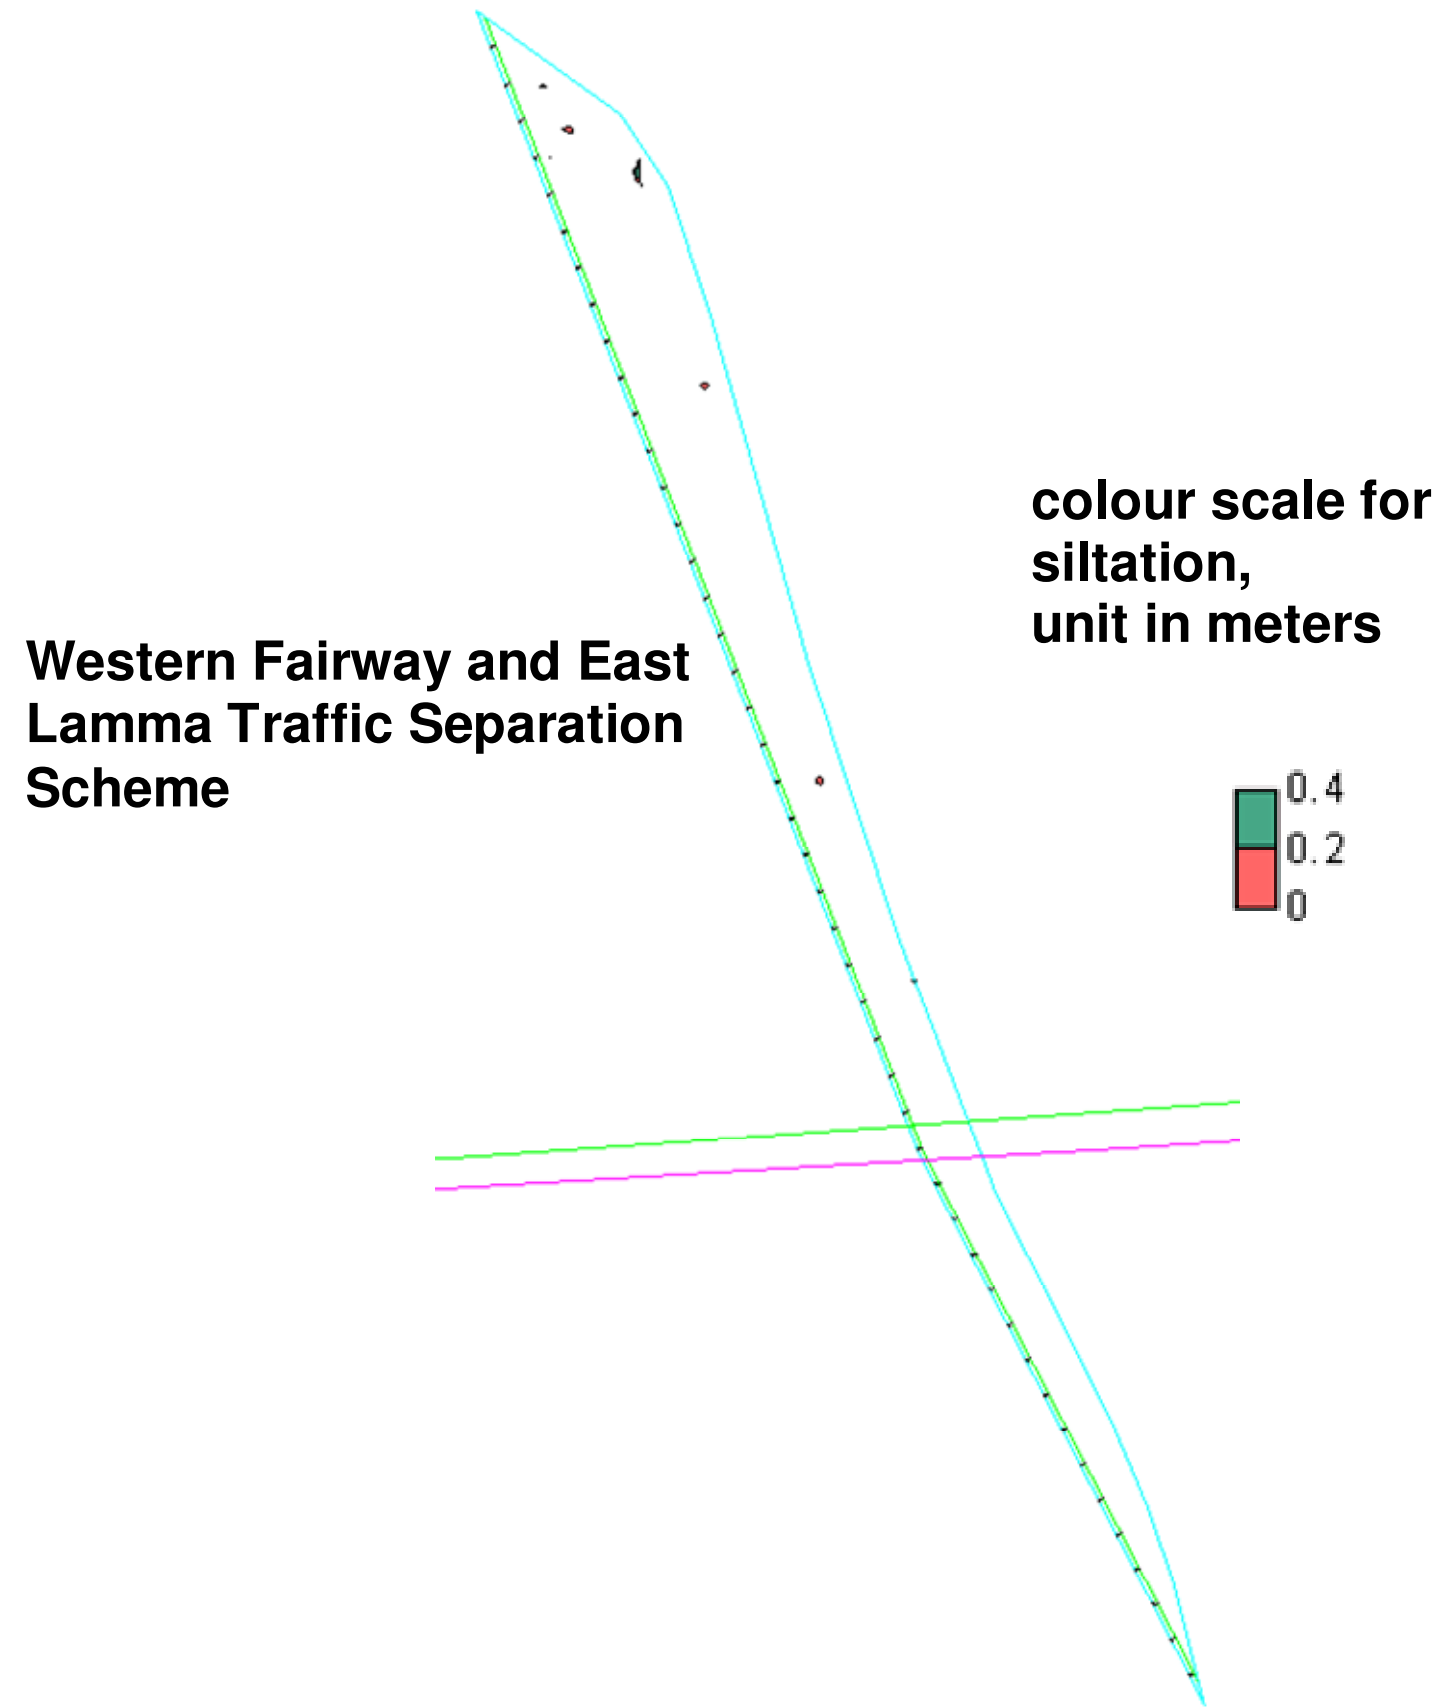 colour scale for
siltation,
unit in meters
Western Fairway and East
Lamma Traffic Separation
Scheme
0.4
0.2
0